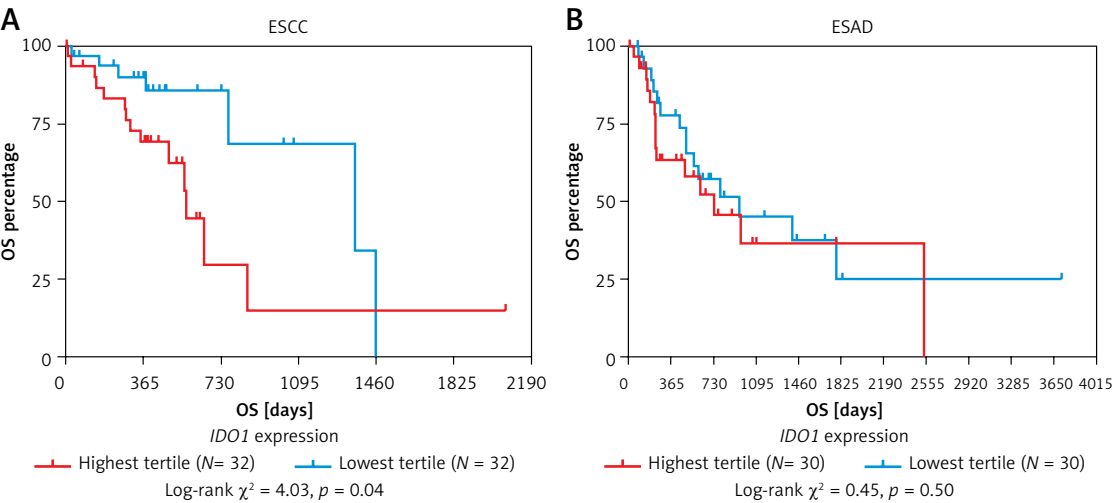 A
ESCC
100
75
50
25
0
OS percentage
0 365 730 1095 1460 1825 2190
OS [days]
IDO1 expression
Highest tertile (N= 32) Lowest tertile (N = 32)
Log-rank χ² = 4.03, p = 0.04
B
ESAD
100
75
50
25
0
OS percentage
0 365 730 1095 1460 1825 2190 2555 2920 3285 3650 4015
OS [days]
IDO1 expression
Highest tertile (N= 30) Lowest tertile (N = 30)
Log-rank χ² = 0.45, p = 0.50